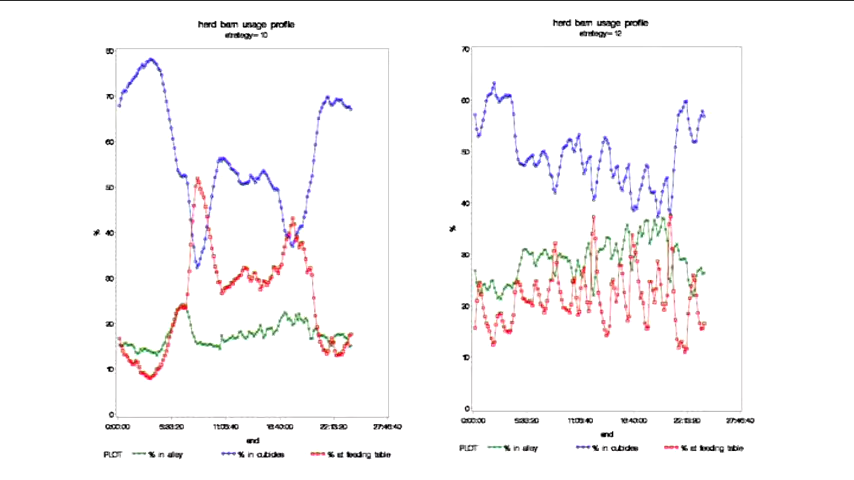 herd barn usage profile
strategy= 10
80
70
60
50
40
30
20
10
0
%
0:00:00 5:33:20 11:06:40 16:40:00 22:13:20 27:46:40
end
PLOT % in alley % in cubicles % at feeding table
herd barn usage profile
strategy= 12
70
60
50
40
30
20
10
0
%
0:00:00 5:33:20 11:06:40 16:40:00 22:13:20 27:46:40
end
PLOT % in alley % in cubicles % at feeding table